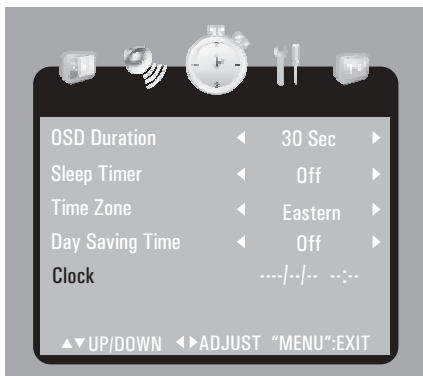 OSD Duration ◄ 30 Sec ►
Sleep Timer ◄ Off ►
Time Zone ◄ Eastern ►
Day Saving Time ◄ Off ►
Clock ----/--/-- --:--
▲▼UP/DOWN ◄►ADJUST "MENU":EXIT